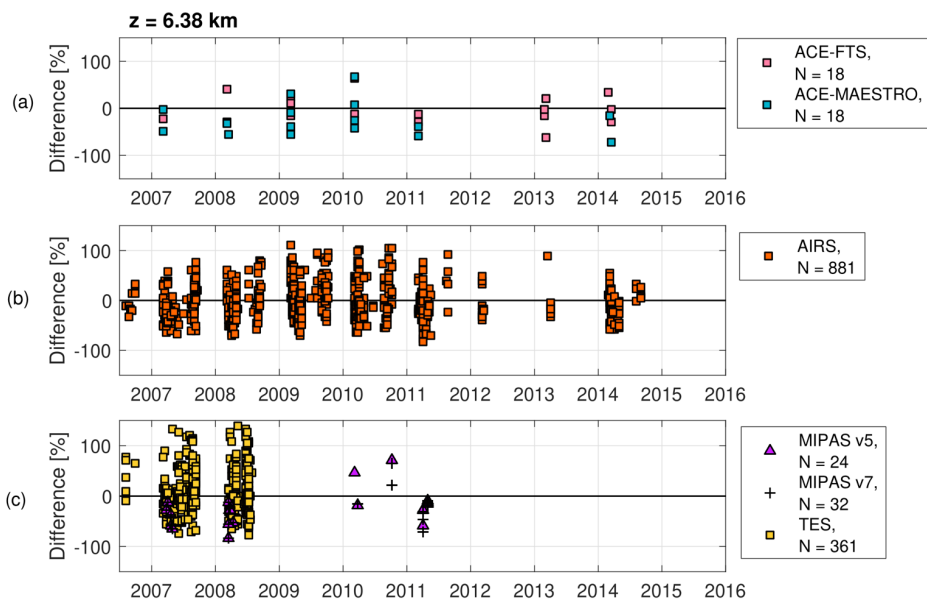 z = 6.38 km
(a)
Difference [%]
100
0
-100
2007 2008 2009 2010 2011 2012 2013 2014 2015 2016
ACE-FTS,
N = 18
ACE-MAESTRO,
N = 18
(b)
Difference [%]
100
0
-100
2007 2008 2009 2010 2011 2012 2013 2014 2015 2016
AIRS,
N = 881
(c)
Difference [%]
100
0
-100
2007 2008 2009 2010 2011 2012 2013 2014 2015 2016
MIPAS v5,
N = 24
MIPAS v7,
N = 32
TES,
N = 361